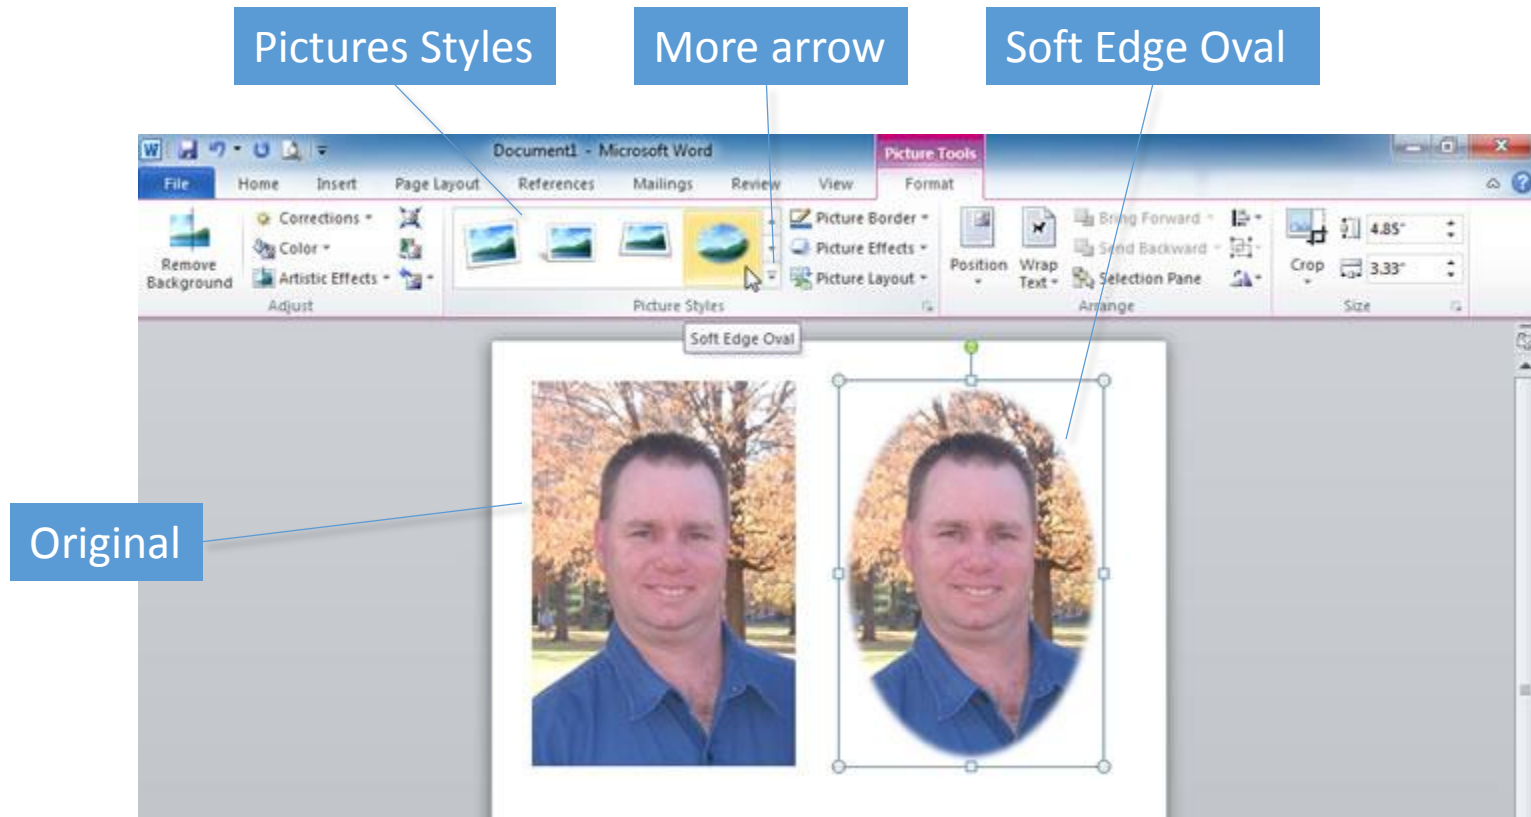 Pictures Styles
More arrow
Soft Edge Oval
W
Document1 - Microsoft Word
Picture Tools
File
Home
Insert
Page Layout
References
Mailings
Review
View
Format
Remove
Background
Corrections
Color
Artistic Effects
Adjust
Picture Styles
Picture Border
Picture Effects
Picture Layout
Position
Wrap
Text
Bring Forward
Send Backward
Selection Pane
Arrange
Crop
4.85"
3.33"
Size
Soft Edge Oval
Original